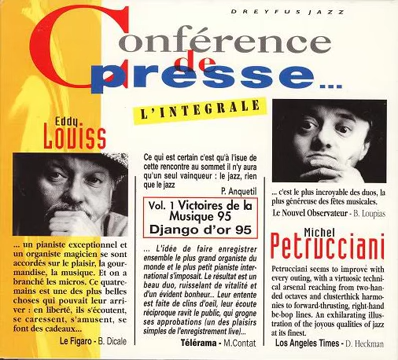 DREYFUS JAZZ
Conférence
de
presse...
L'INTEGRALE
Eddy
Louiss
Ce qui est certain c'est qu'à l'isue de
cette rencontre au sommet il n'y aura
qu'un seul vainqueur : le jazz, rien
que le jazz
P. Anquetil
Vol. 1 Victoires de la
Musique 95
Django d'or 95
... c'est le plus incroyable des duos, la
plus généreuse des fêtes musicales.
Le Nouvel Observateur - B. Loupias
Michel
Petrucciani
... un pianiste exceptionnel et
un organiste magicien se sont
accordés sur le plaisir, la gour-
mandise, la musique. Et on a
branché les micros. Ce quatre-
mains est une des plus belles
choses qui pouvait leur arri-
ver : en liberté, ils s'écoutent,
se caressent, s'amusent, se
font des cadeaux...
Le Figaro - B. Dicale
... L'idée de faire enregistrer
ensemble le plus grand organiste du
monde et le plus petit pianiste inter-
national s'imposait. Le résultat est un
beau duo, ruisselant de vitalité et
d'un évident bonheur... Leur entente
est faite de clins d'oeil, leur écoute
réciproque ravit le public, qui grogne
ses approbations (un des plaisirs
simples de l'enregistrement live)...
Télérama - M.Contat
Petrucciani seems to improve with
every outing, with a virtuosic techni-
cal arsenal reaching from two-han-
ded octaves and clusterthick harmo-
nies to forward-thrusting, right-hand
be-bop lines. An exhilarating illustra-
tion of the joyous qualities of jazz at
its finest.
Los Angeles Times - D. Heckman